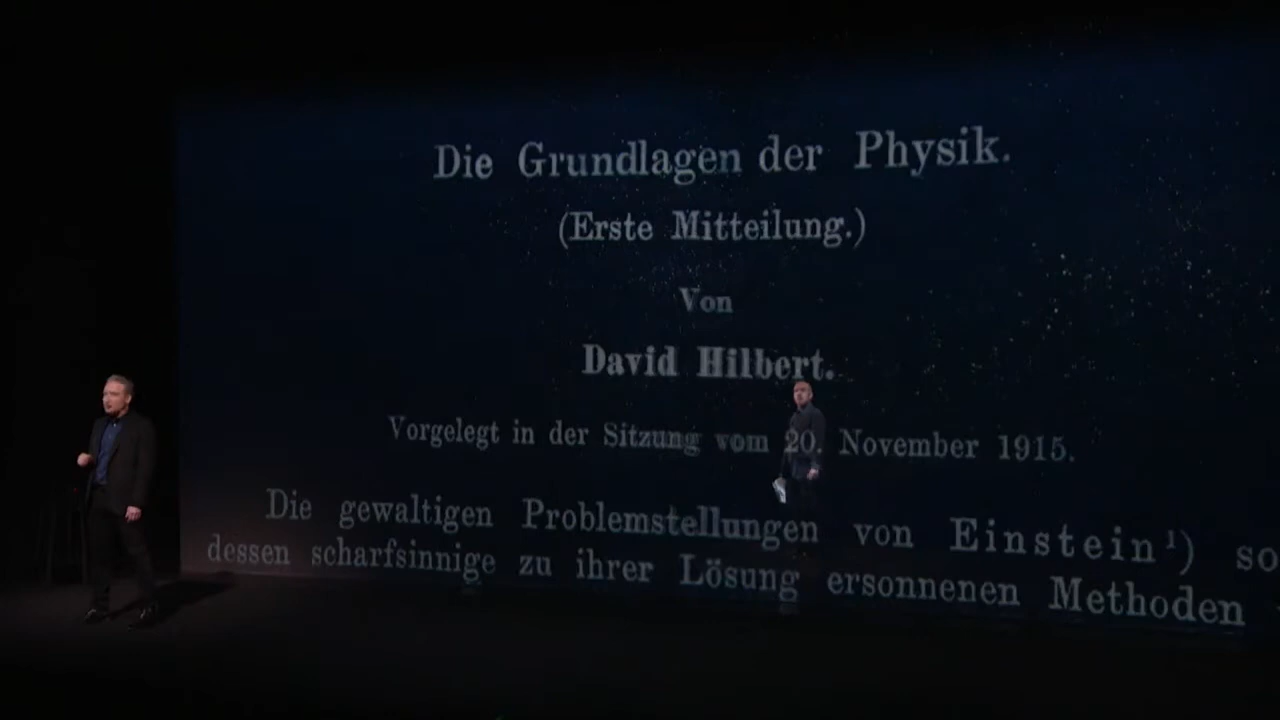 Die Grundlagen der Physik.
(Erste Mitteilung.)
Von
David Hilbert.
Vorgelegt in der Sitzung vom 20. November 1915.
Die gewaltigen Problemstellungen von Einstein¹) so
dessen scharfsinnige zu ihrer Lösung ersonnenen Methoden